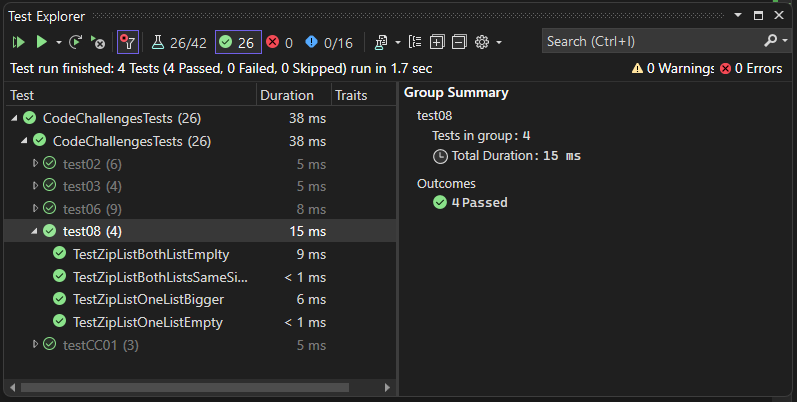 Test Explorer
26/42 26 0 0/16 Search (Ctrl+I)
Test run finished: 4 Tests (4 Passed, 0 Failed, 0 Skipped) run in 1.7 sec 0 Warnings 0 Errors
Test Duration Traits
CodeChallengesTests (26) 38 ms
CodeChallengesTests (26) 38 ms
test02 (6) 5 ms
test03 (4) 5 ms
test06 (9) 8 ms
test08 (4) 15 ms
TestZipListBothListEmplty 9 ms
TestZipListBothListsSameSi... < 1 ms
TestZipListOneListBigger 6 ms
TestZipListOneListEmpty < 1 ms
testCC01 (3) 5 ms
Group Summary
test08
Tests in group: 4
Total Duration: 15 ms
Outcomes
4 Passed